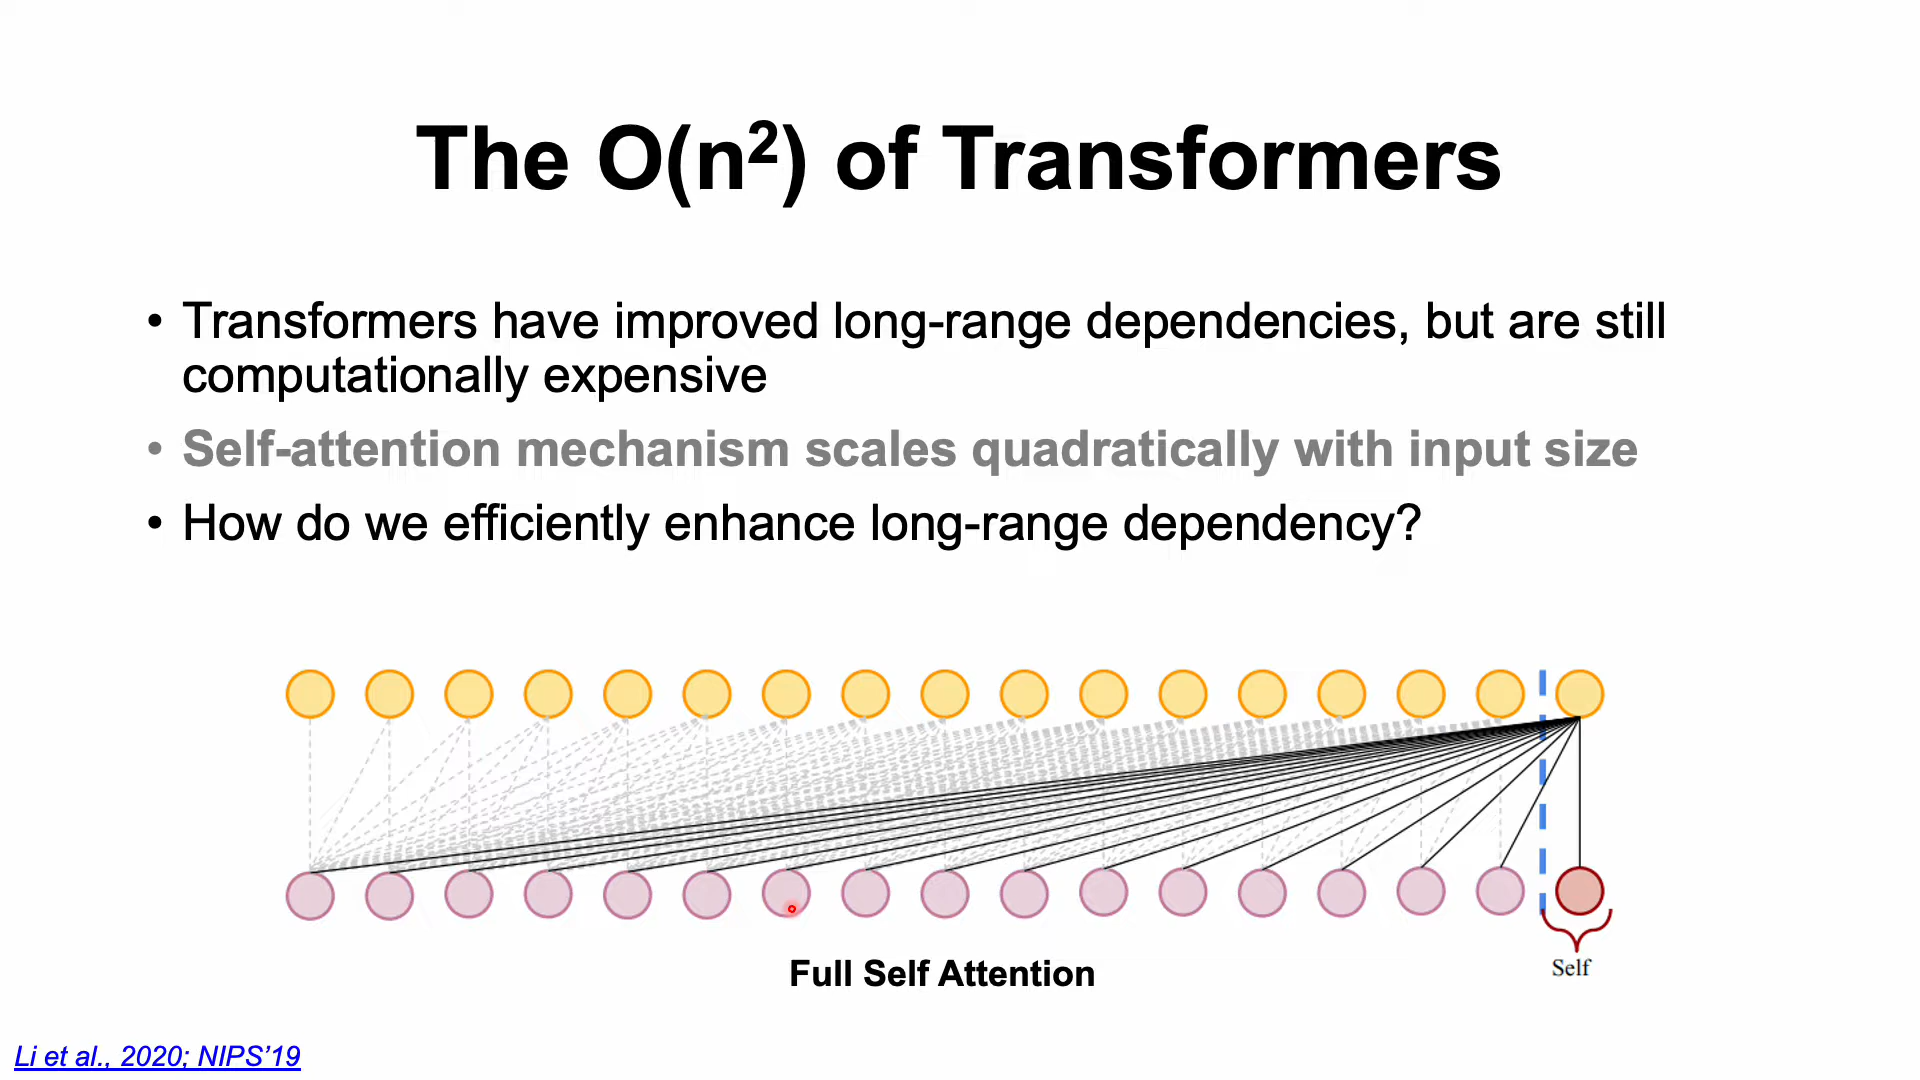 The O(n²) of Transformers
• Transformers have improved long-range dependencies, but are still
computationally expensive
• Self-attention mechanism scales quadratically with input size
• How do we efficiently enhance long-range dependency?
Self
Full Self Attention
Li et al., 2020; NIPS’19